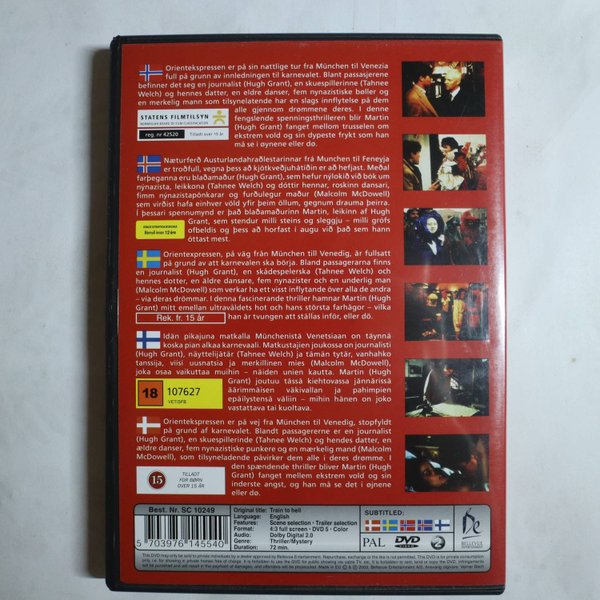 Orientekspressen er på sin nattlige tur fra München til Venezia
full på grunn av innledningen til karnevalet. Blant passasjerene
befinner det seg en journalist (Hugh Grant), en skuespillerinne (Tahnee
Welch) og hennes datter, en eldre danser, fem nynazistiske bøller og
en merkelig mann som tilsynelatende har en slags innflytelse på dem
alle gjennom drømmene deres. I denne
fengslende spenningsthrilleren blir Martin
(Hugh Grant) fanget mellom trusselen om
ekstrem vold og sin dypeste frykt som han
må se i øynene eller dø.
STATENS FILMTILSYN
NORWEGIAN BOARD OF FILM CLASSIFICATION
reg nr 42520 Tillatt over 15 år
Næturferð Austurlandahraðlestarinnar frá Munchen til Feneyja
er troðfull, vegna þess að kjötkveðjuhátíðin er að hefjast. Meðal
farþeganna eru blaðamaður (Hugh Grant), sem hefur nýlokið við bók um
nýnazista, leikkona (Tahnee Welch) og dóttir hennar, roskinn dansari,
fimm nýnazistapönkarar og furðulegur maður (Malcolm McDowell)
sem virðist hafa einhver völd yfir þeim öllum, gegnum drauma þeirra.
Í þessari spennumynd er það blaðamaðurinn Martin, leikinn af Hugh
Grant, sem stendur milli steins og sleggju – milli gröfs
ofbeldis og þess að horfast í augu við það sem hann
óttast mest.
Orientexpressen, på väg från München till Venedig, är fullsatt
på grund av att karnevalen ska börja. Bland passagerarna finns
en journalist (Hugh Grant), en skådespelerska (Tahnee Welch) och
hennes dotter, en äldre dansare, fem nynazister och en underlig man
(Malcolm McDowell) som verkar ha ett visst inflytande över alla de andra
– via deras drömmar. I denna fascinerande thriller hamnar Martin (Hugh
Grant) mitt emellan ultravåldets hot och hans största farhågor – vilka
han är tvungen att ställas inför, eller dö.
Rek. fr. 15 år
Idän pikajuna matkalla Münchenistä Venetsiaan on täynnä
koska pian alkaa karnevaali. Matkustajien joukossa on journalisti
(Hugh Grant), näyttelijätär (Tahnee Welch) ja tämän tytär, vanhahko
tanssija, viisi uusnatsia ja merkillinen mies (Malcolm McDowell),
joka osaa vaikuttaa muihin – näiden unien kautta. Martin (Hugh
Grant) joutuu tässä kiehtovassa jännärissä
äärimmäisen väkivallan ja pahimpien
epäilystensä väliin – mihin hänen on joko
vastattava tai kuoltava.
18 107627
VET/DFB
Orientekspressen er på vej fra München til Venedig, stopfyldt
på grund af karnevalet. Blandt passagererne er en journalist
(Hugh Grant), en skuespillerinde (Tahnee Welch) og hendes datter, en
ældre danser, fem nynazistiske punkere og en mærkelig mand (Malcolm
McDowell), som tilsyneladende påvirker dem alle i deres drømme. I
den spændende thriller bliver Martin (Hugh
Grant) fanget mellem ekstrem vold og sin
inderste angst, og han må se det i øjnene
eller dø.
15 TILLADT
FOR BØRN
OVER 15 ÅR
Best. Nr. SC 10249
5 703976 145540
Original title: Train to hell
Language: English
Features: Scene selection · Trailer selection
Format: 4:3 full screen · DVD 5 · Color
Audio: Dolby Digital 2.0
Genre: Thriller/Mystery
Duration: 72 min.
SUBTITLED:
PAL DVD VIDEO 2
BELLEVUE
ENTERTAINMENT